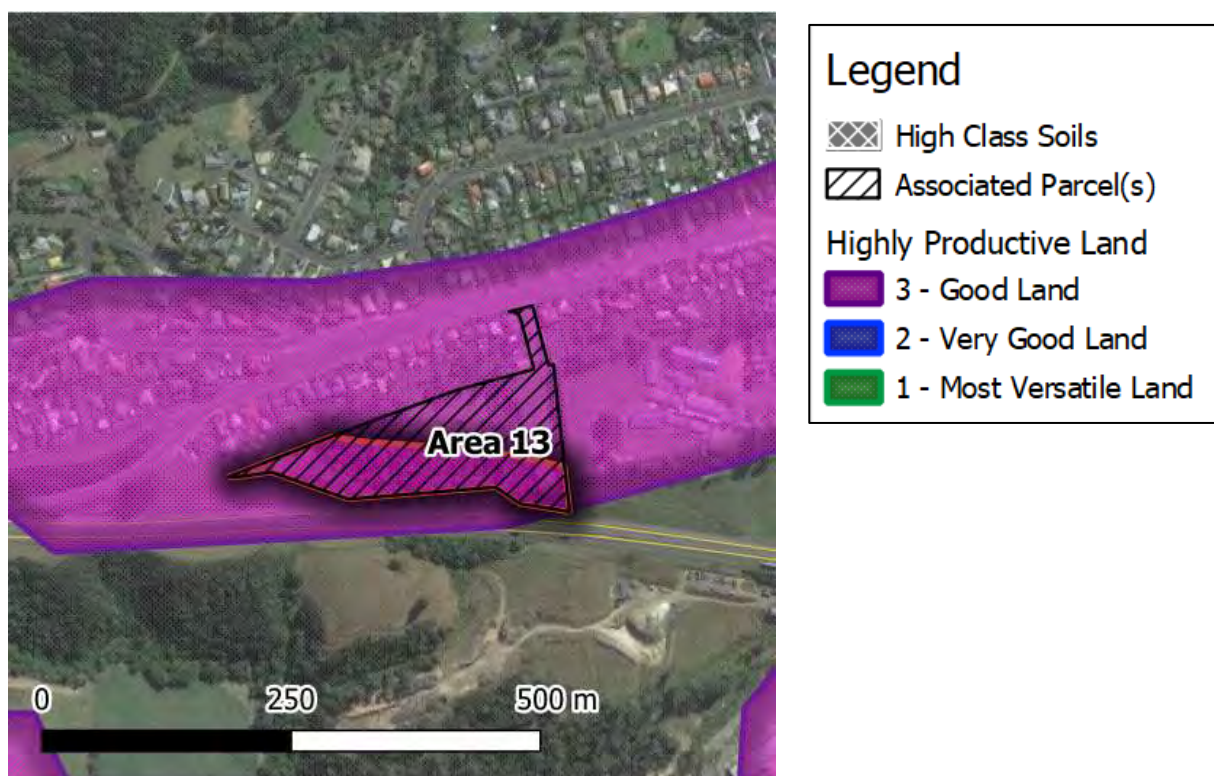 Area 13
0 250 500 m
Legend
High Class Soils
Associated Parcel(s)
Highly Productive Land
3 - Good Land
2 - Very Good Land
1 - Most Versatile Land